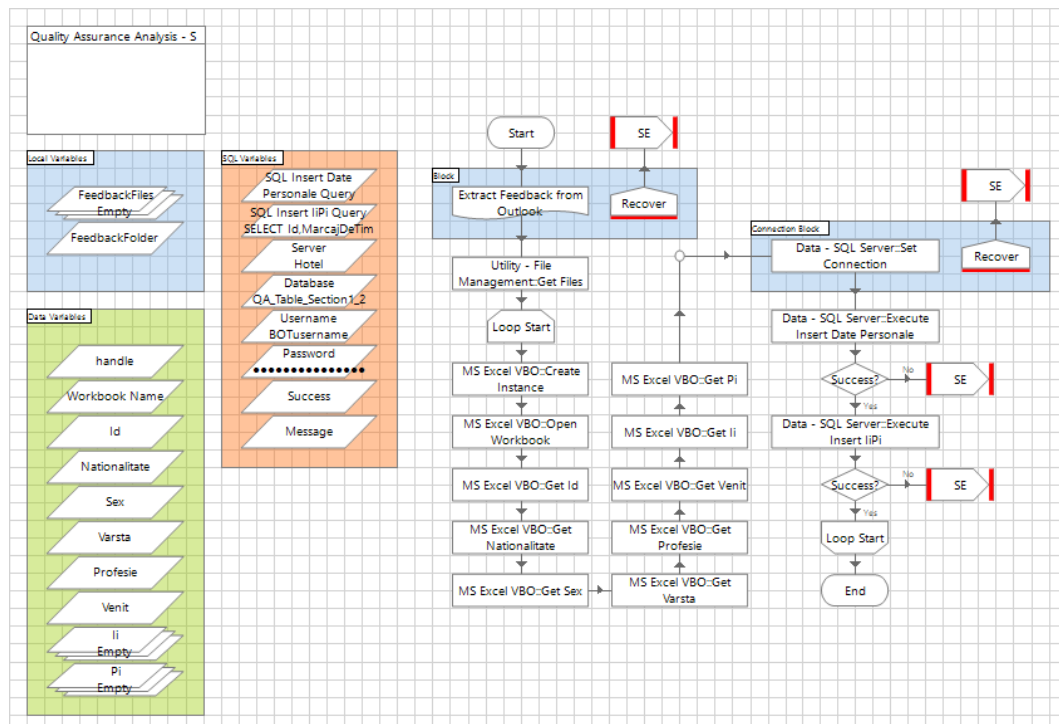 Quality Assurance Analysis - S
Local Variables
FeedbackFiles
Empty
FeedbackFolder
Data Variables
handle
Workbook Name
Id
Nationalitate
Sex
Varsta
Profesie
Venit
Ii
Empty
Pi
Empty
SQL Variables
SQL Insert Date
Personale Query
SQL Insert IiPi Query
SELECT Id,MarcajDeTim
Server
Hotel
Database
QA_Table_Section1_2
Username
BOTusername
Password
●●●●●●●●●●●●●●●
Success
Message
Start
Block
Extract Feedback from
Outlook
SE
Recover
Utility - File
Management::Get Files
Loop Start
MS Excel VBO::Create
Instance
MS Excel VBO::Open
Workbook
MS Excel VBO::Get Id
MS Excel VBO::Get
Nationalitate
MS Excel VBO::Get Sex
MS Excel VBO::Get
Varsta
MS Excel VBO::Get
Profesie
MS Excel VBO::Get Venit
MS Excel VBO::Get Ii
MS Excel VBO::Get Pi
Connection Block
Data - SQL Server::Set
Connection
Recover
SE
Data - SQL Server::Execute
Insert Date Personale
Success?
No
SE
Yes
Data - SQL Server::Execute
Insert IiPi
Success?
No
SE
Yes
Loop Start
End